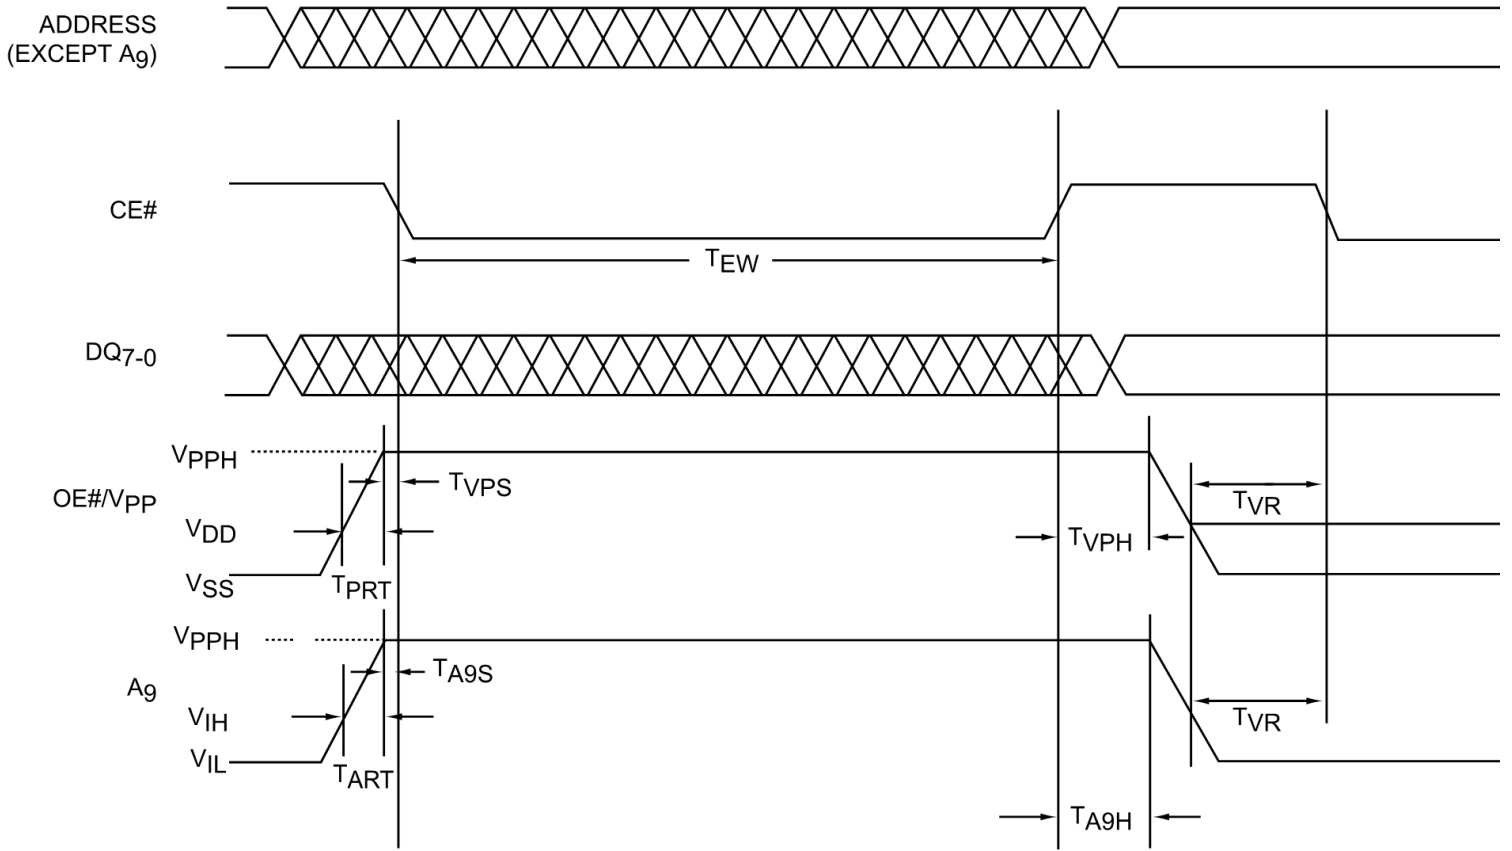 ADDRESS
(EXCEPT A9)
CE#
TEW
DQ7-0
VPPH
TVPS
OE#/VPP
TVR
VDD
TVPH
VSS
TPRT
VPPH
TA9S
A9
VIH
TVR
VIL
TART
TA9H